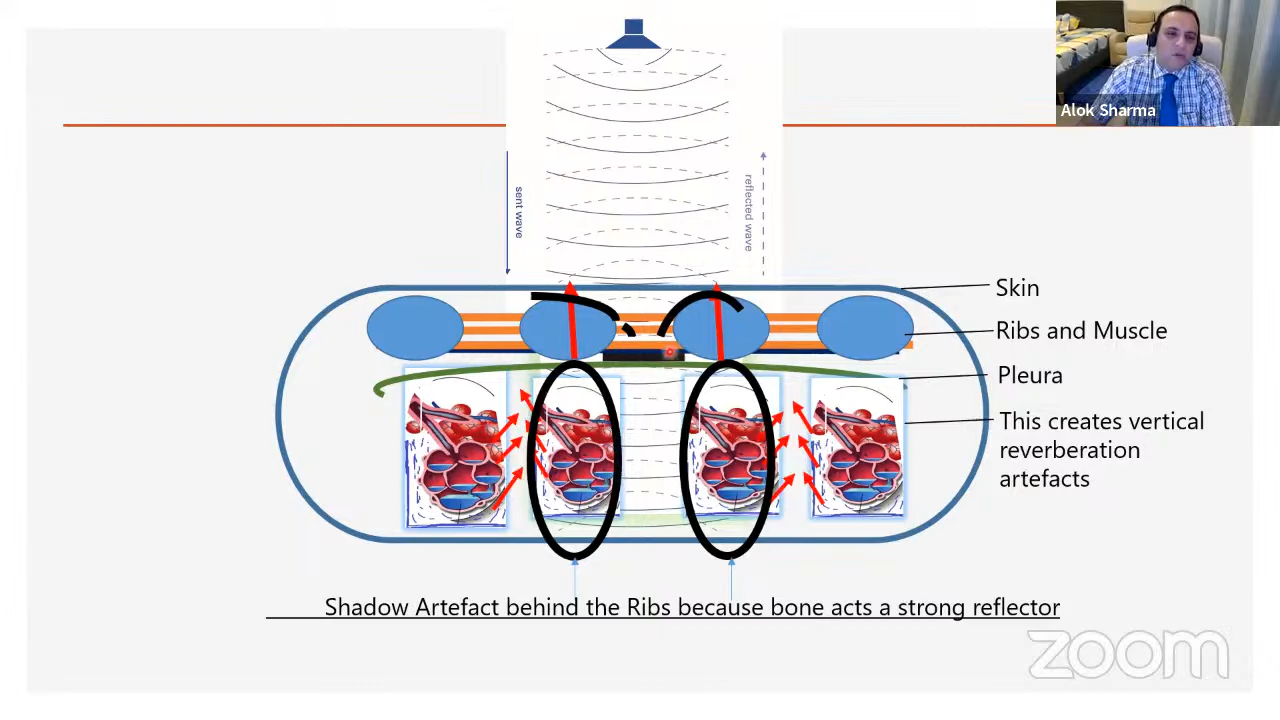 Alok Sharma
sent wave
reflected wave
Skin
Ribs and Muscle
Pleura
This creates vertical
reverberation
artefacts
Shadow Artefact behind the Ribs because bone acts a strong reflector
zoom